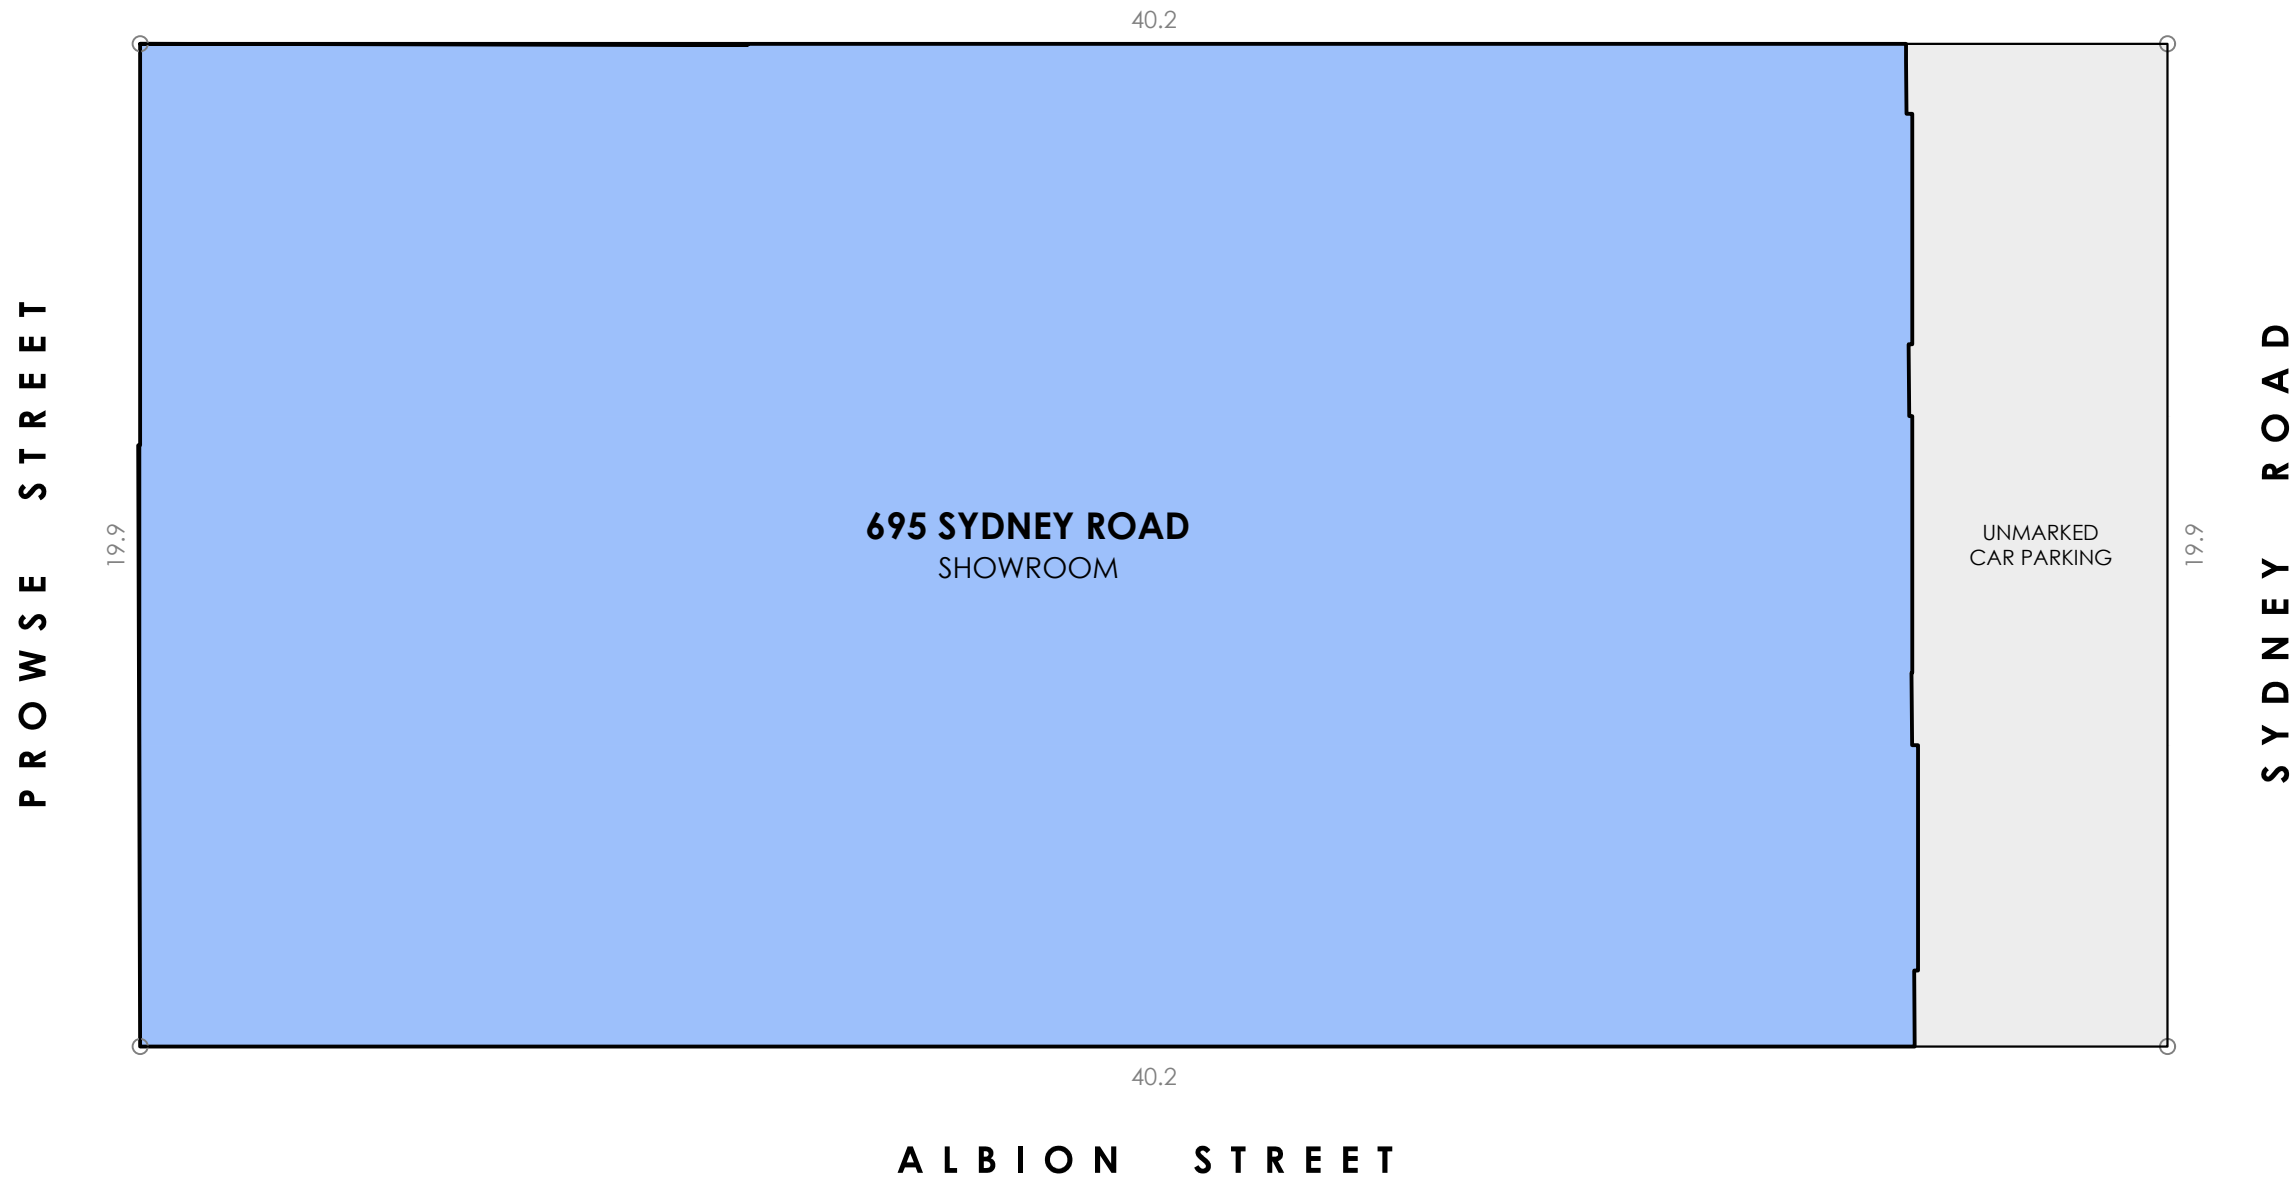 40.2
PROWSE STREET
19.9
695 SYDNEY ROAD
SHOWROOM
UNMARKED
CAR PARKING
19.9
SYDNEY ROAD
40.2
ALBION STREET